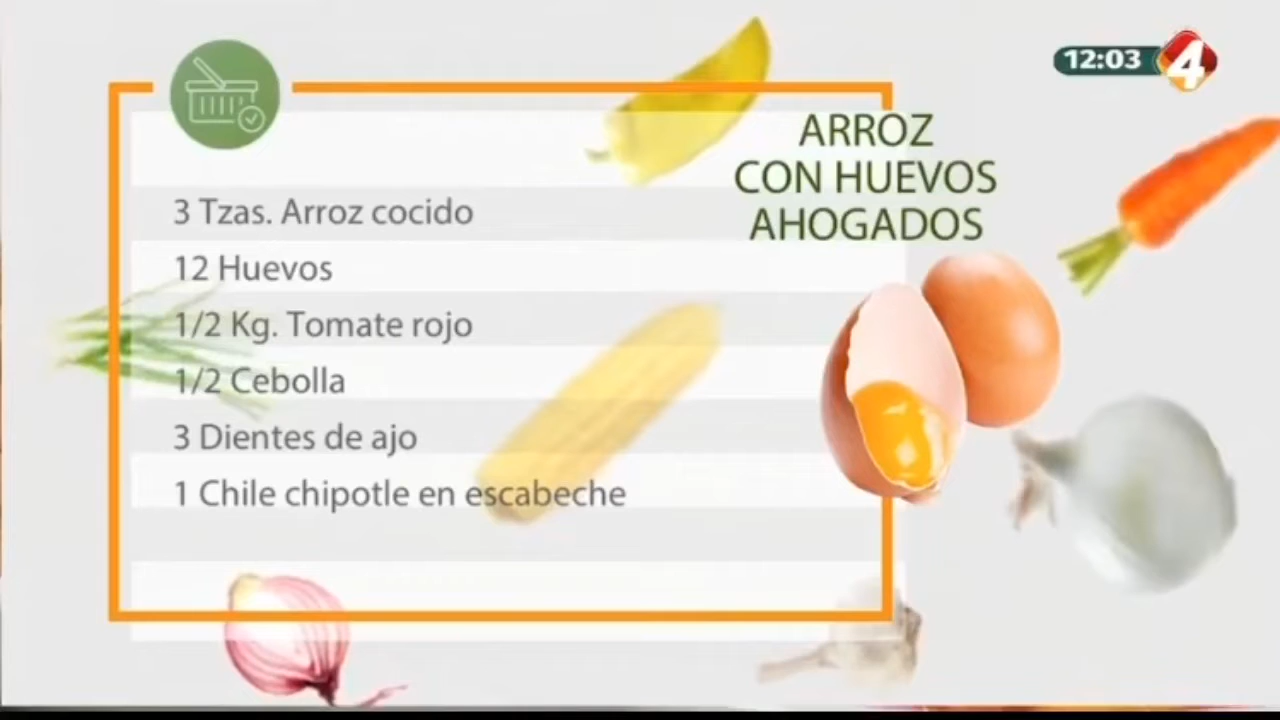 12:03 4
ARROZ
CON HUEVOS
AHOGADOS
3 Tzas. Arroz cocido
12 Huevos
1/2 Kg. Tomate rojo
1/2 Cebolla
3 Dientes de ajo
1 Chile chipotle en escabeche